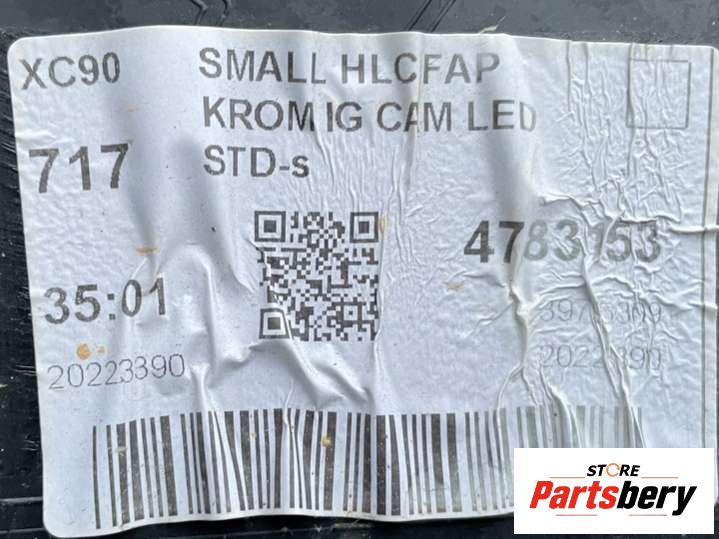 XC90 SMALL HLCFAP
KROM IG CAM LED
717 STD-s
4783153
35:01
20223390
20223390
STORE
Partsbery